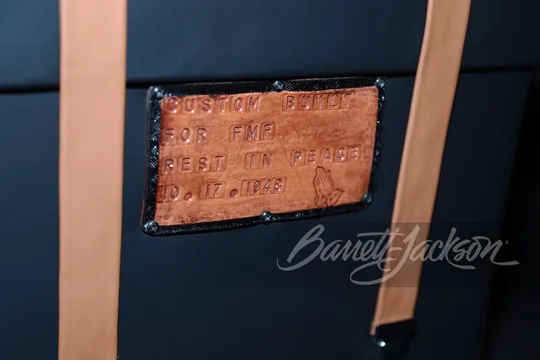 CUSTOM BUILT
FOR FMF
REST IN PEACE
10.17.1948
Barrett-Jackson